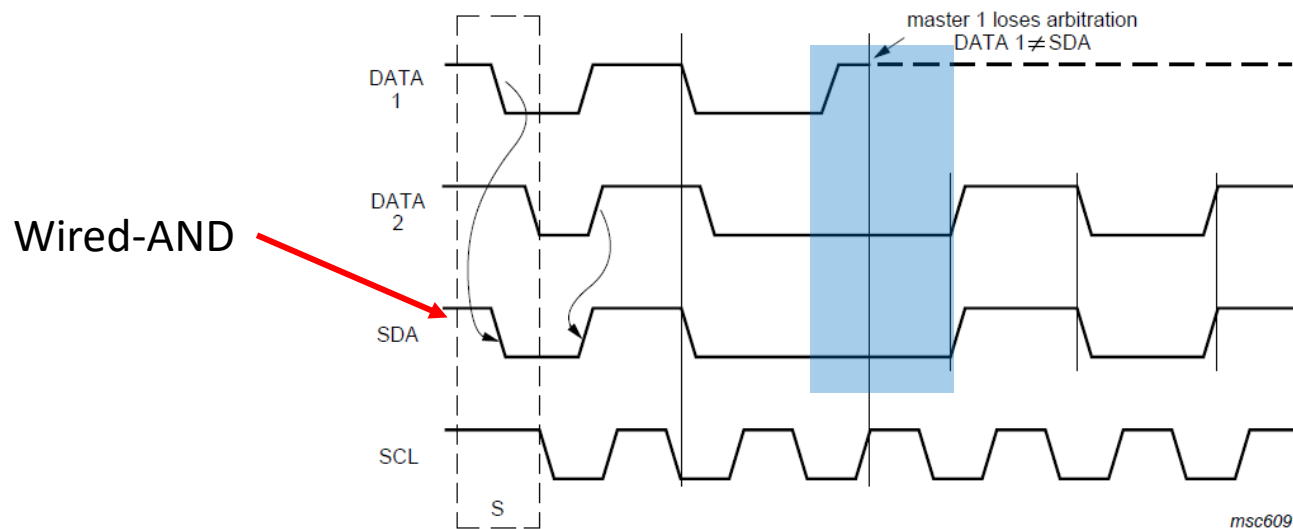 master 1 loses arbitration
DATA 1≠SDA
DATA
1
DATA
2
Wired-AND
SDA
SCL
S
msc609